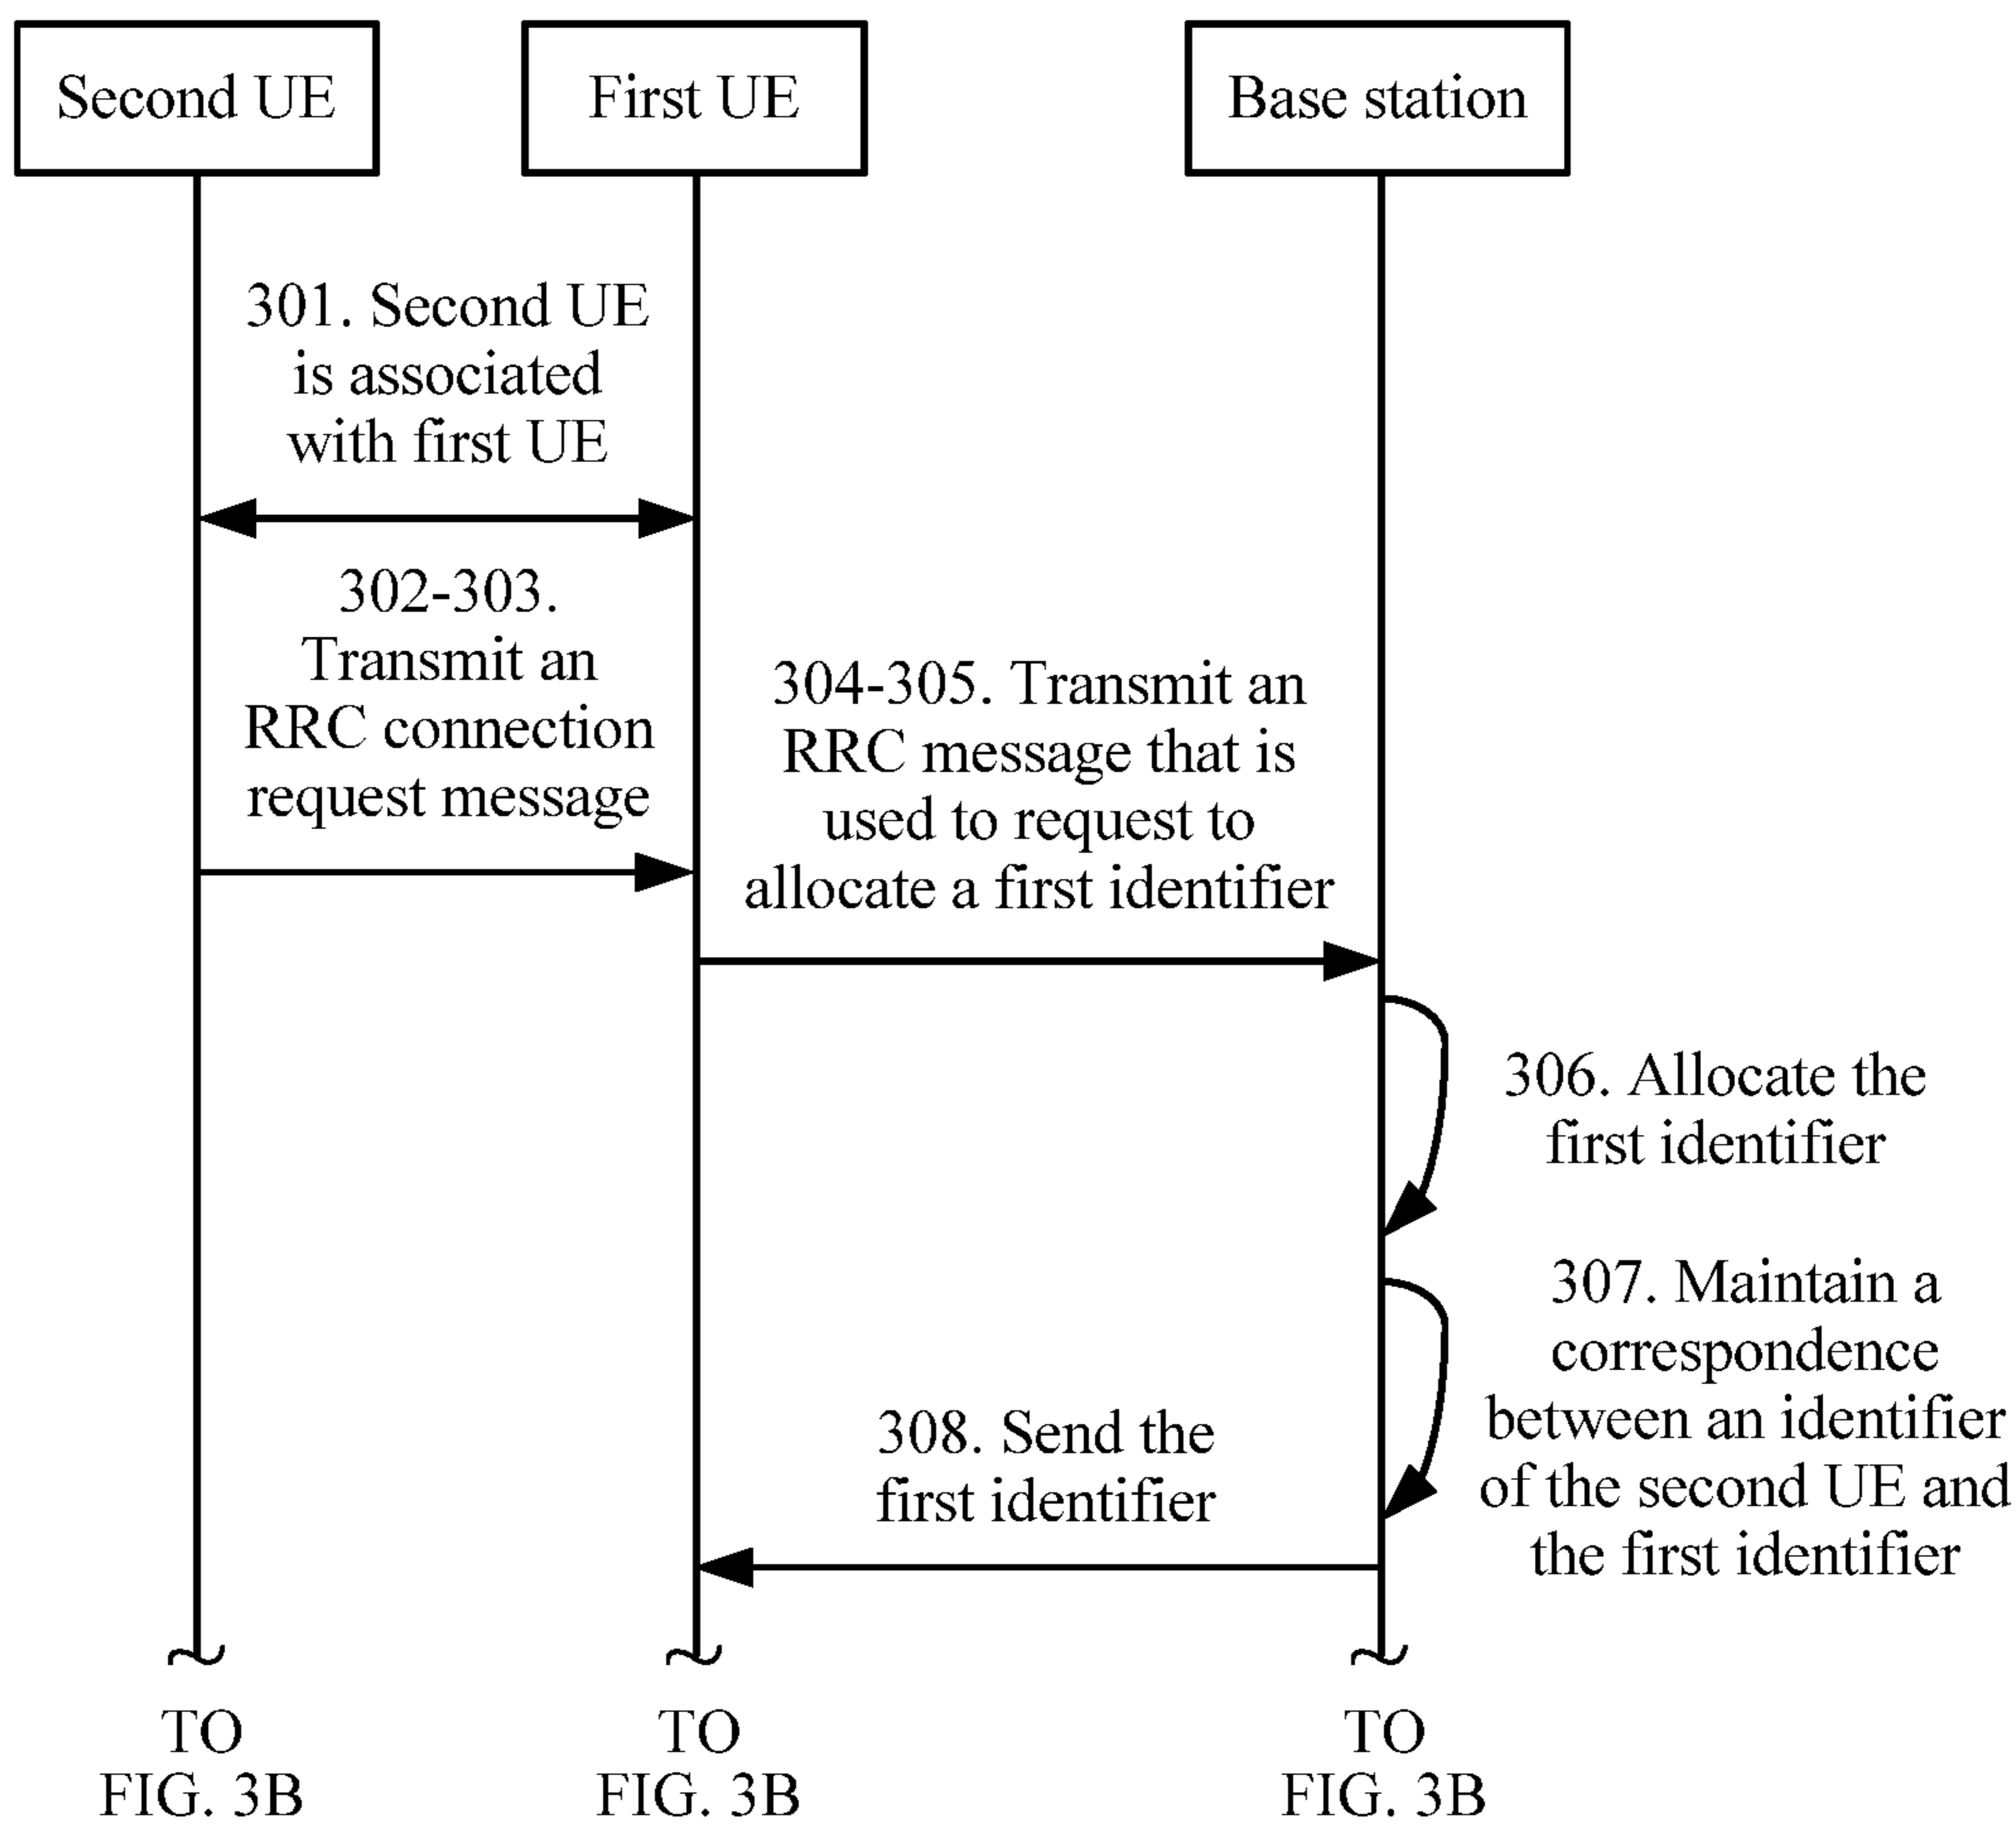 Second UE
First UE
Base station
301. Second UE
is associated
with first UE
302-303.
Transmit an
RRC connection
request message
304-305. Transmit an
RRC message that is
used to request to
allocate a first identifier
306. Allocate the
first identifier
307. Maintain a
correspondence
between an identifier
of the second UE and
the first identifier
308. Send the
first identifier
TO
FIG. 3B
TO
FIG. 3B
TO
FIG. 3B